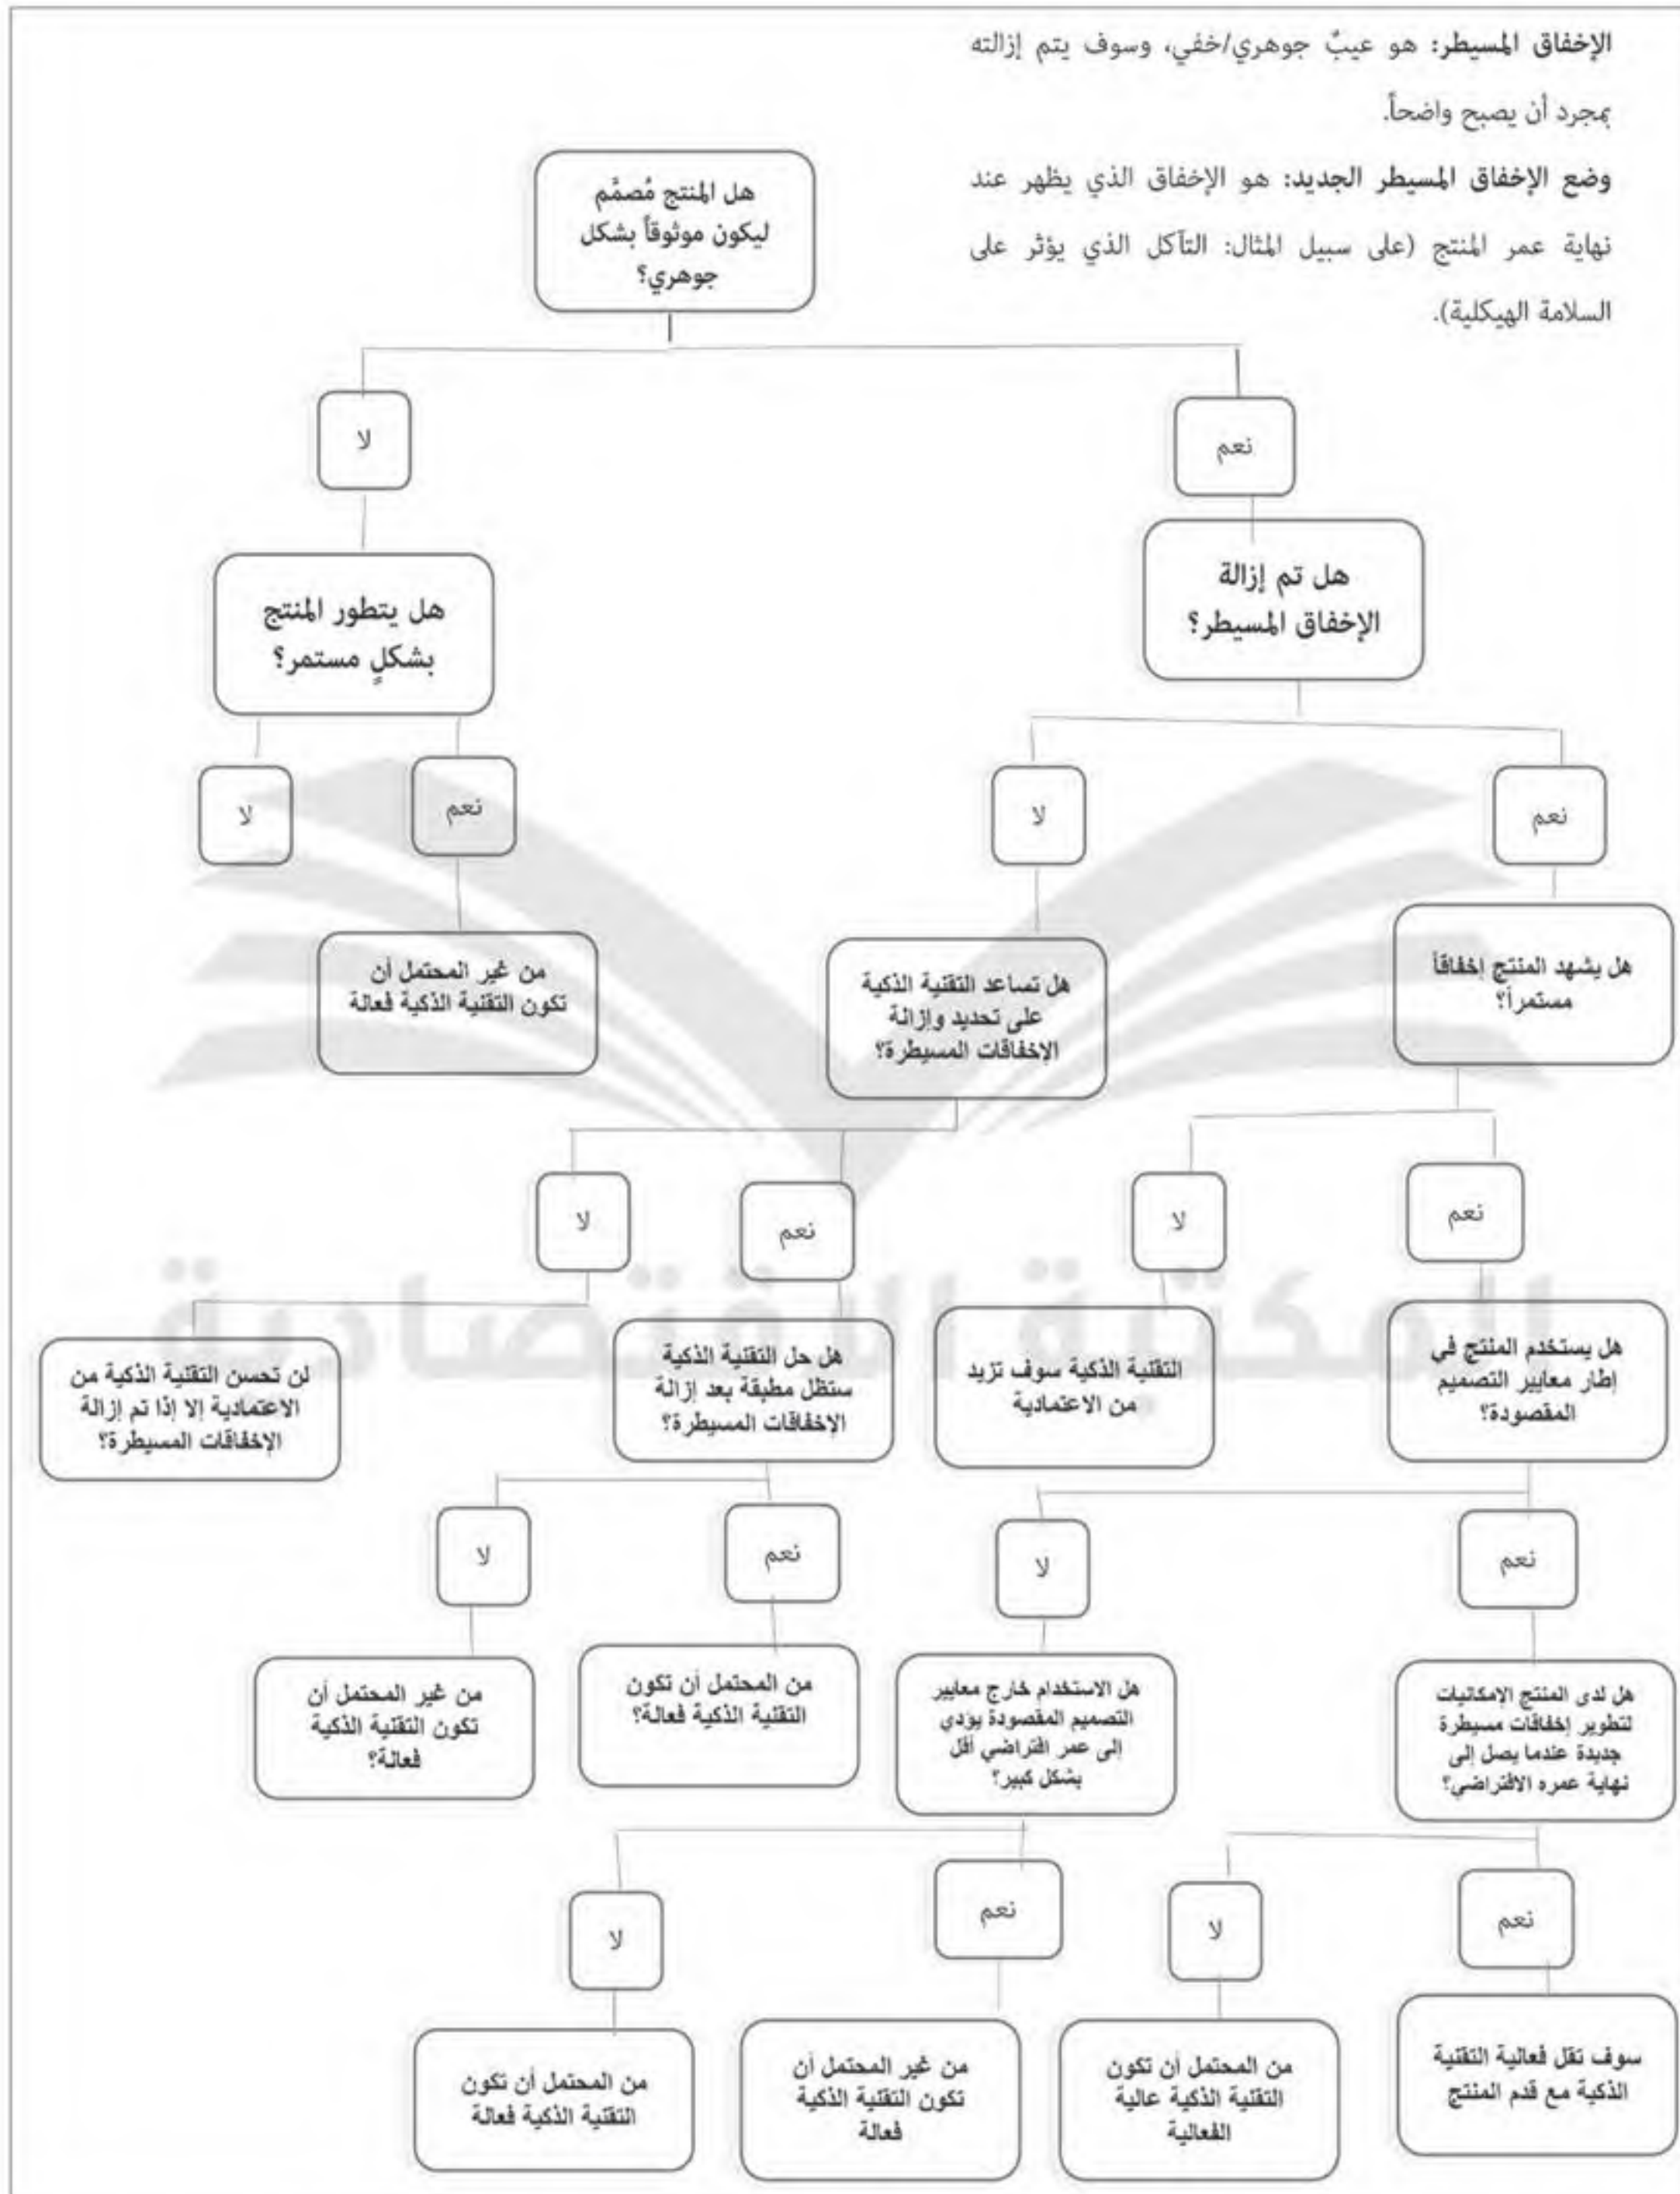 الإخفاق المسيطر: هو عيبٌ جوهري/خفي، وسوف يتم إزالته
بمجرد أن يصبح واضحاً.
وضع الإخفاق المسيطر الجديد: هو الإخفاق الذي يظهر عند
نهاية عمر المنتج (على سبيل المثال: التآكل الذي يؤثر على
السلامة الهيكلية).
هل المنتج مُصمَّم
ليكون موثوقاً بشكل
جوهري؟
نعم
لا
هل تم إزالة
الإخفاق المسيطر؟
هل يتطور المنتج
بشكلٍ مستمر؟
نعم
لا
نعم
لا
هل يشهد المنتج إخفاقاً
مستمراً؟
هل تساعد التقنية الذكية
على تحديد وإزالة
الإخفاقات المسيطرة؟
من غير المحتمل أن
تكون التقنية الذكية فعالة
نعم
لا
نعم
لا
هل يستخدم المنتج في
إطار معايير التصميم
المقصودة؟
التقنية الذكية سوف تزيد
من الاعتمادية
هل حل التقنية الذكية
ستظل مطبقة بعد إزالة
الإخفاقات المسيطرة؟
لن تحسن التقنية الذكية من
الاعتمادية إلا إذا تم إزالة
الإخفاقات المسيطرة؟
نعم
لا
نعم
لا
هل لدى المنتج الإمكانيات
لتطوير إخفاقات مسيطرة
جديدة عندما يصل إلى
نهاية عمره الافتراضي؟
هل الاستخدام خارج معايير
التصميم المقصودة يؤدي
إلى عمر افتراضي أقل
بشكل كبير؟
من المحتمل أن تكون
التقنية الذكية فعالة؟
من غير المحتمل أن
تكون التقنية الذكية
فعالة؟
نعم
لا
نعم
لا
سوف تقل فعالية التقنية
الذكية مع قدم المنتج
من المحتمل أن تكون
التقنية الذكية عالية
الفعالية
من غير المحتمل أن
تكون التقنية الذكية
فعالة
من المحتمل أن تكون
التقنية الذكية فعالة
المكتبة الاقتصادية